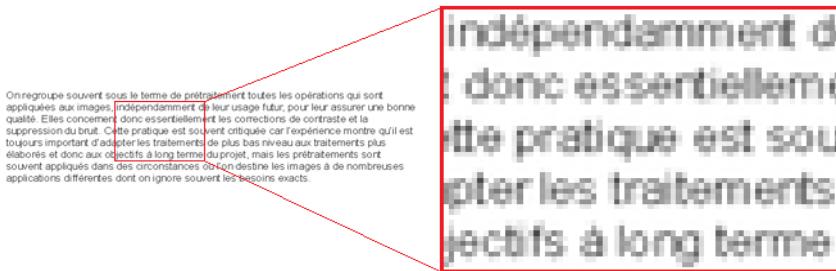 On regroupe souvent sous le terme de prétraitement toutes les opérations qui sont
appliquées aux images, indépendamment de leur usage futur, pour leur assurer une bonne
qualité. Elles concernent donc essentiellement les corrections de contraste et la
suppression du bruit. Cette pratique est souvent critiquée car l'expérience montre qu'il est
toujours important d'adapter les traitements de plus bas niveau aux traitements plus
élaborés et donc aux objectifs à long terme du projet, mais les prétraitements sont
souvent appliqués dans des circonstances où l'on destine les images à de nombreuses
applications différentes dont on ignore souvent les besoins exacts.
indépendamment d
donc essentielleme
tte pratique est sou
pter les traitements
jectifs à long terme